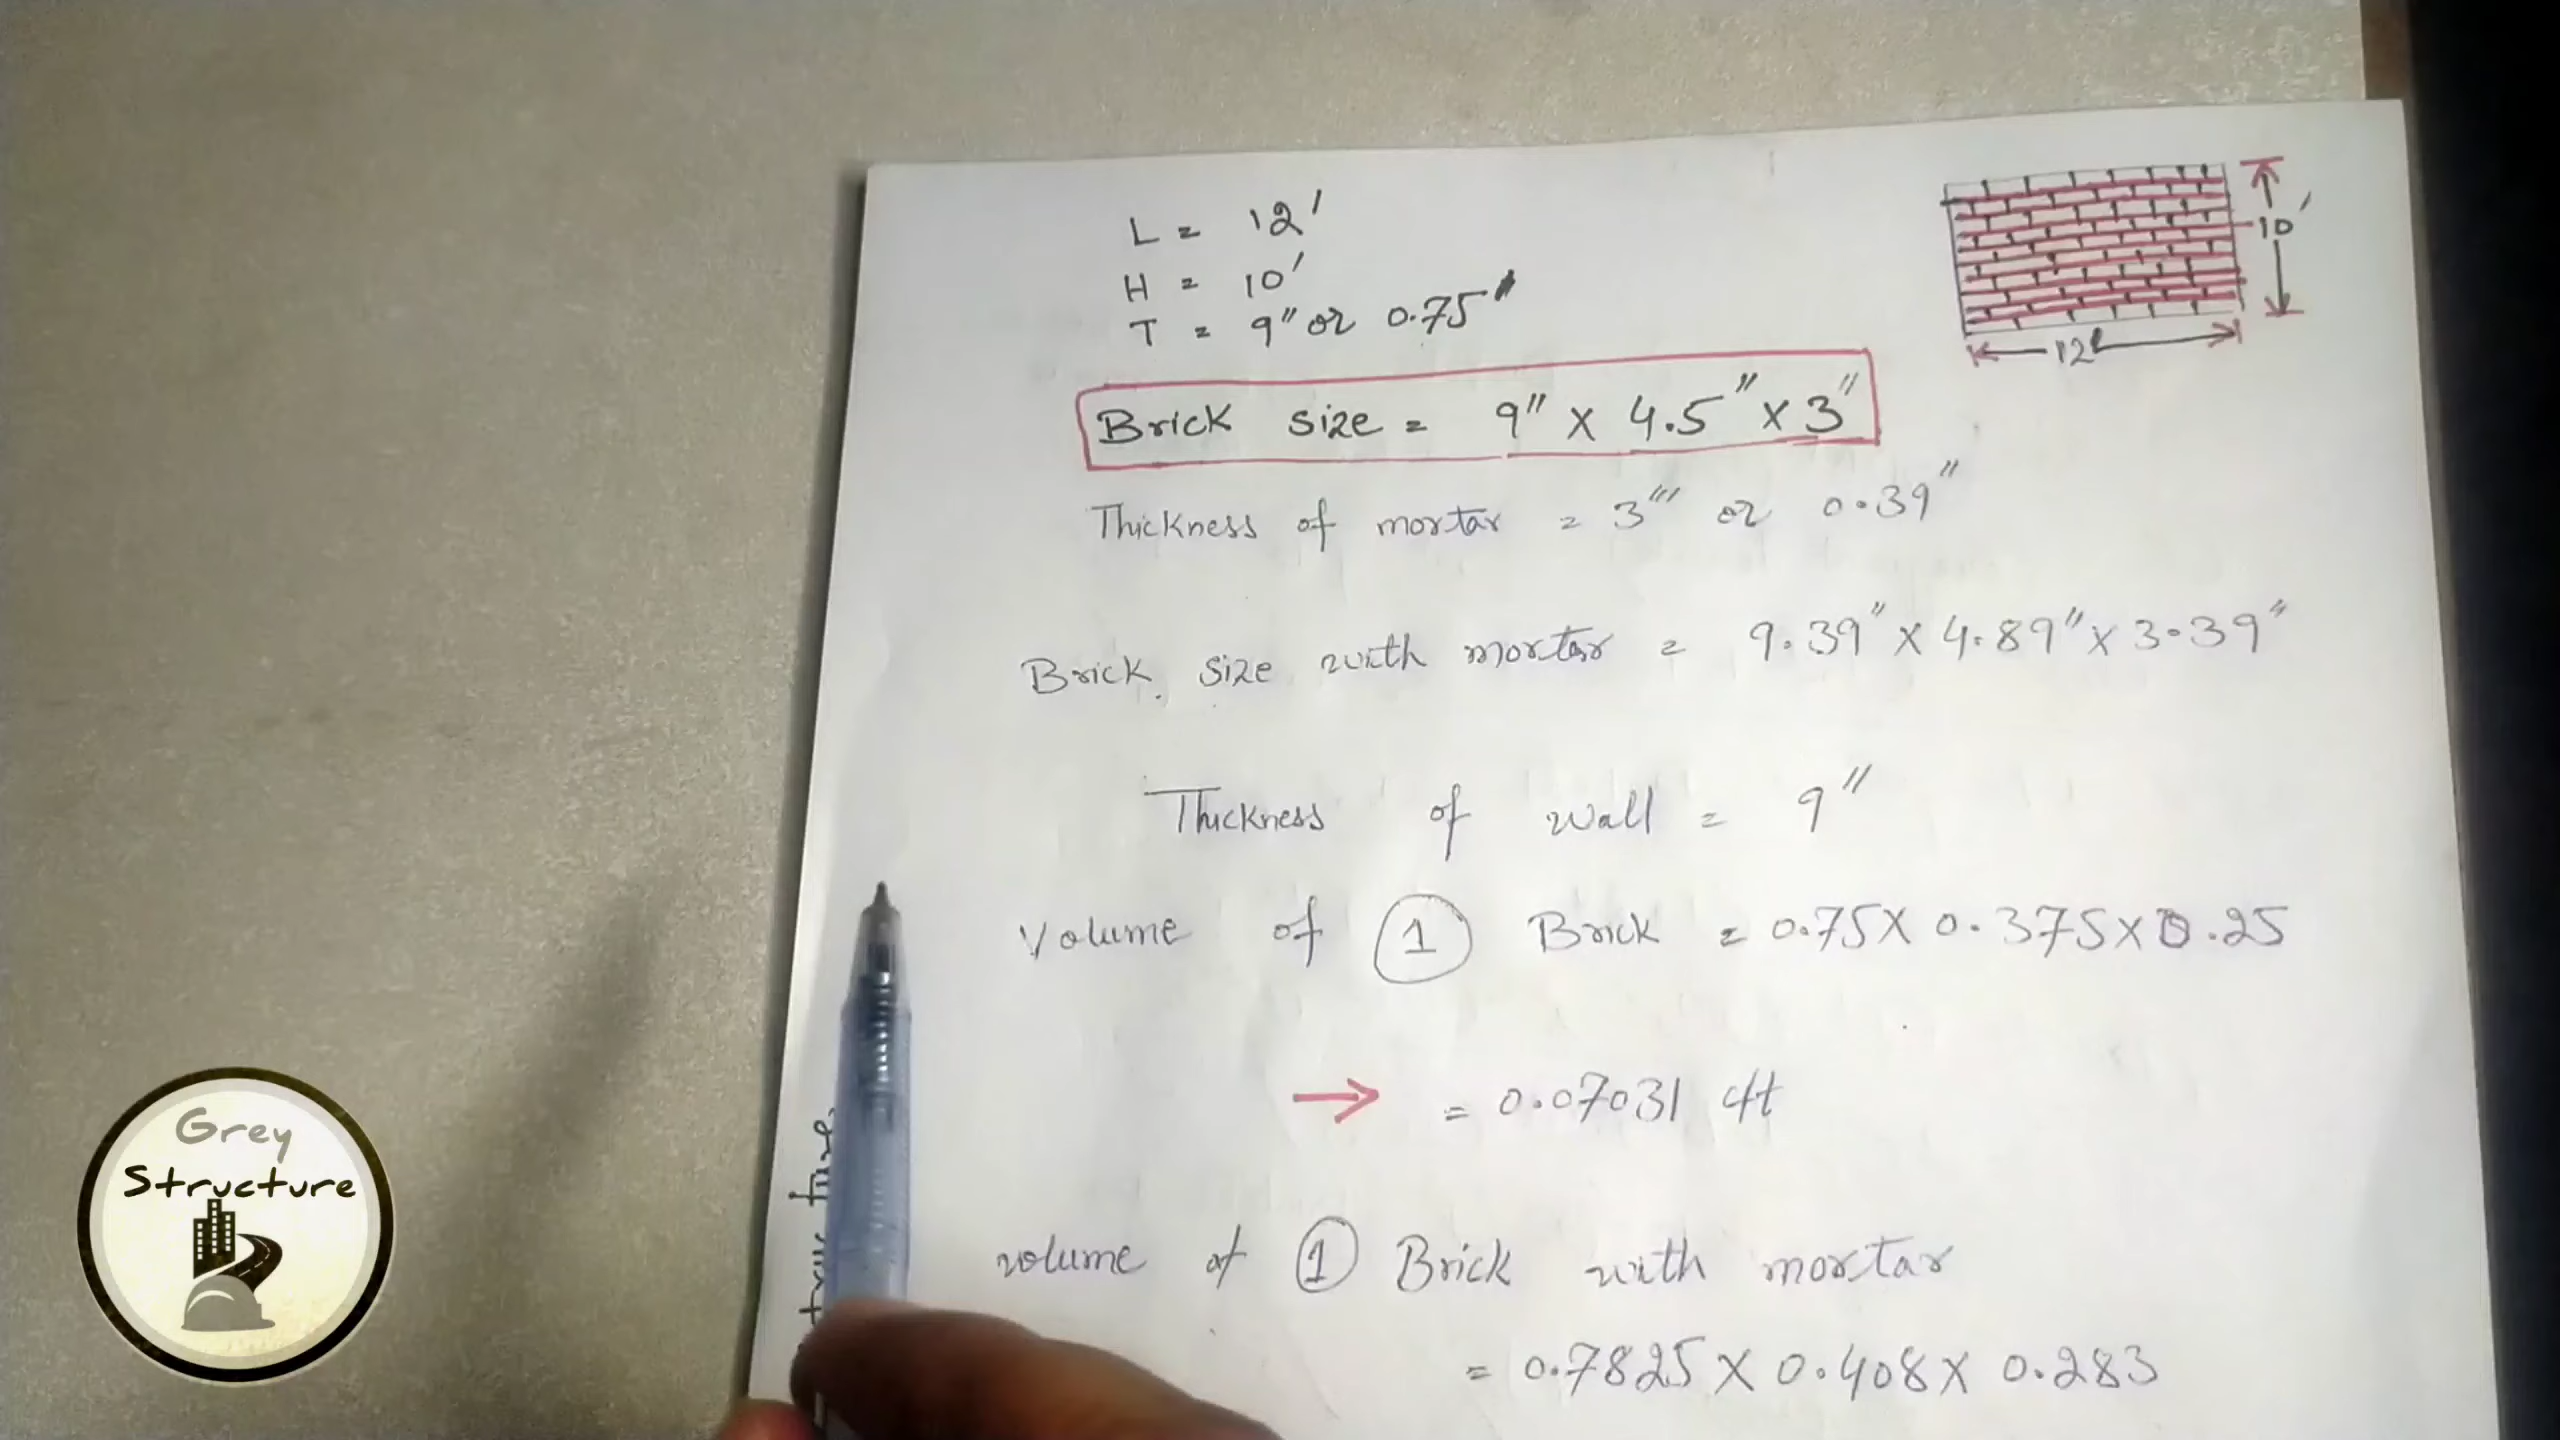 L = 12'
H = 10'
T = 9" or 0.75'
10'
12'
Brick size = 9" x 4.5" x 3"
Thickness of mortar = 3''' or 0.39"
Brick size with mortar = 9.39" x 4.89" x 3.39"
Thickness of wall = 9"
Volume of 1 Brick = 0.75 x 0.375 x 0.25
→ = 0.07031 cft
volume of 1 Brick with mortar
= 0.7825 x 0.408 x 0.283
Grey
Structure